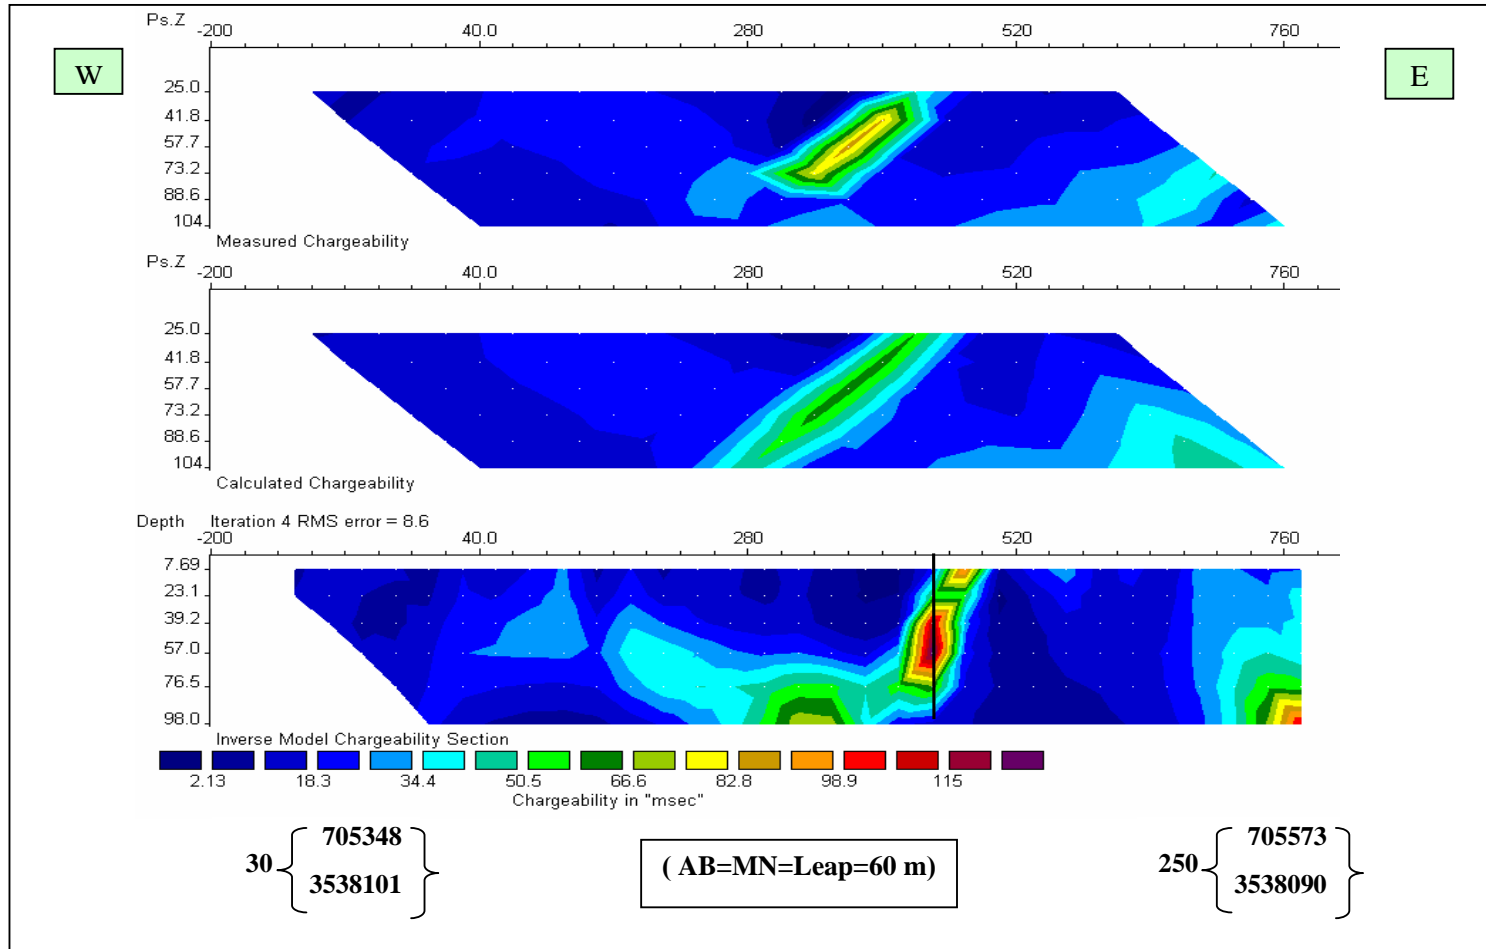 Ps.Z -200 40.0 280 520 760
W E
25.0
41.8
57.7
73.2
88.6
104.
Measured Chargeability
Ps.Z -200 40.0 280 520 760
25.0
41.8
57.7
73.2
88.6
104.
Calculated Chargeability
Depth Iteration 4 RMS error = 8.6
-200 40.0 280 520 760
7.69
23.1
39.2
57.0
76.5
98.0
Inverse Model Chargeability Section
2.13 18.3 34.4 50.5 66.6 82.8 98.9 115
Chargeability in "msec"
30 { 705348 }
3538101
( AB=MN=Leap=60 m)
250 { 705573 }
3538090